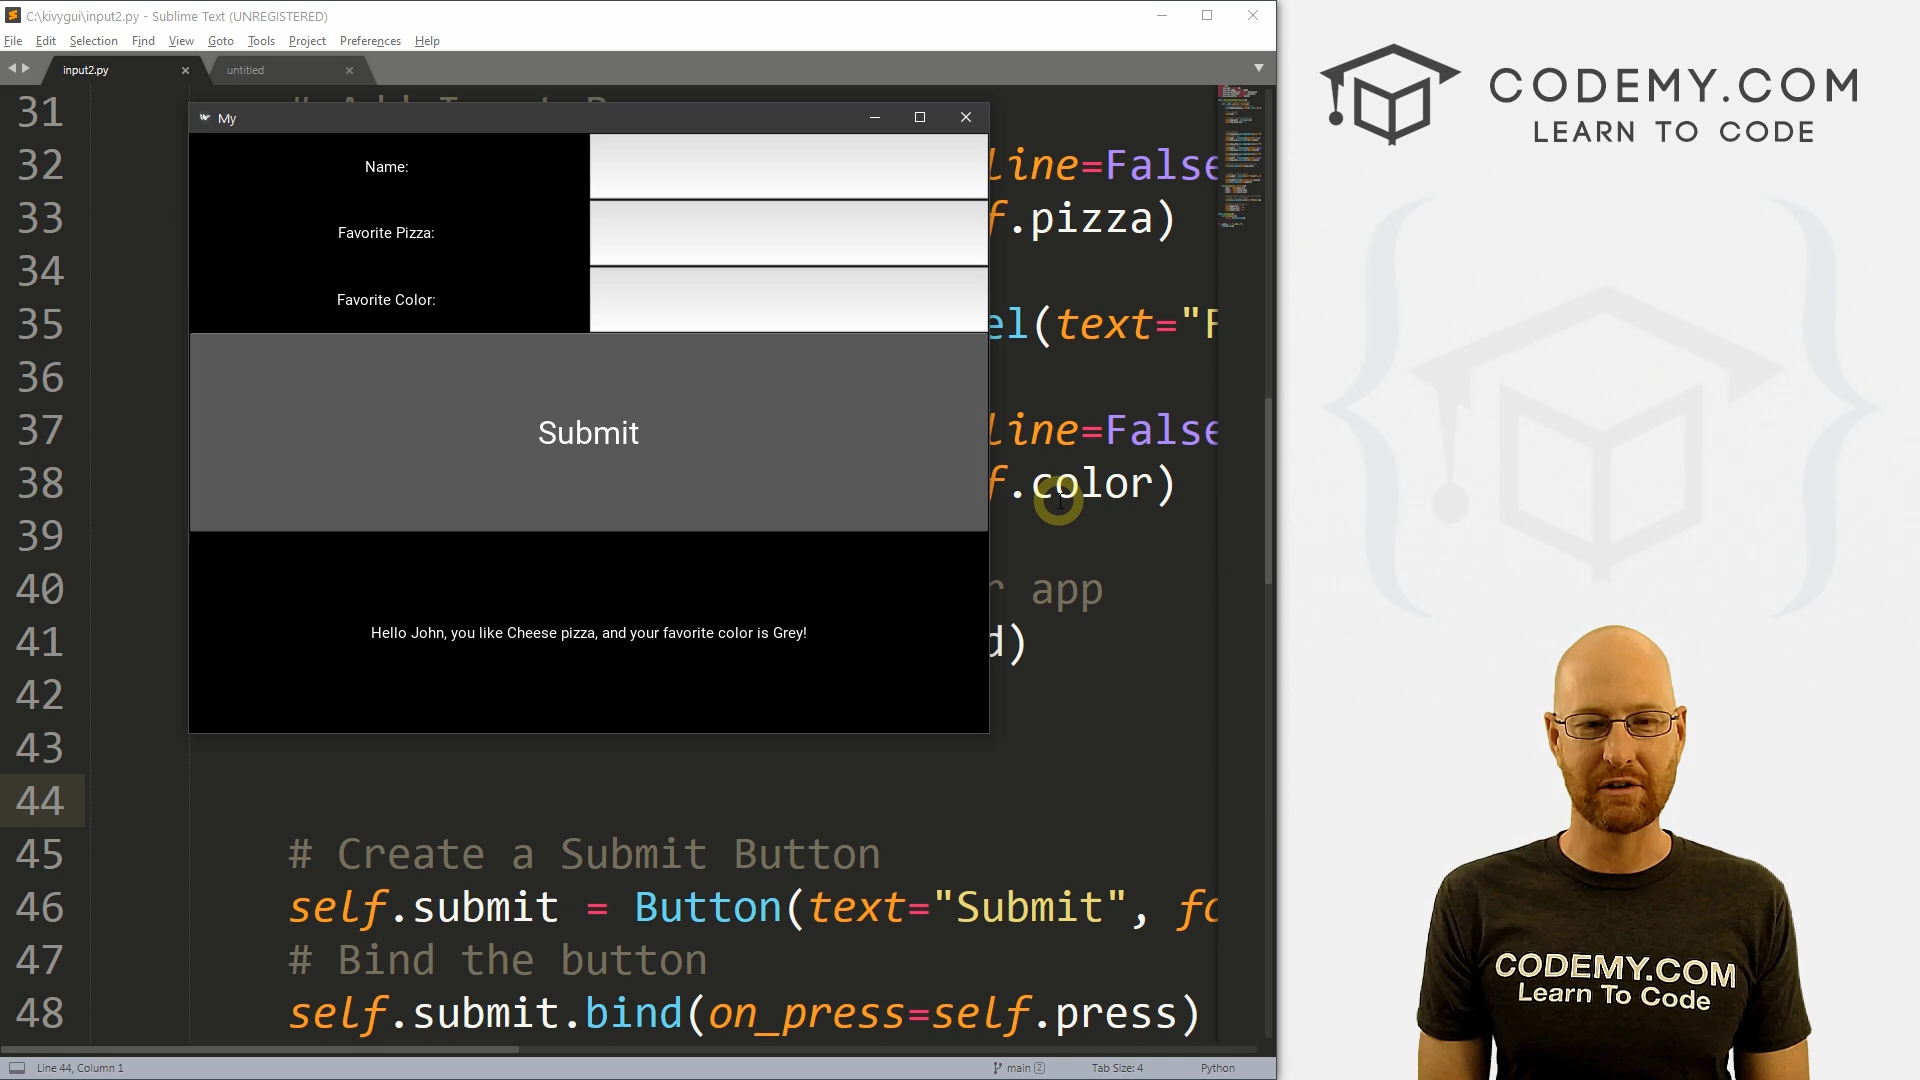 C:\kivygui\input2.py - Sublime Text (UNREGISTERED)
File Edit Selection Find View Goto Tools Project Preferences Help
input2.py untitled
31
32 line=False
33 f.pizza)
34
35 el(text="F
36
37 line=False
38 f.color)
39
40 r app
41 d)
42
43
44
45 # Create a Submit Button
46 self.submit = Button(text="Submit", fo
47 # Bind the button
48 self.submit.bind(on_press=self.press)
My
Name:
Favorite Pizza:
Favorite Color:
Submit
Hello John, you like Cheese pizza, and your favorite color is Grey!
Line 44, Column 1 main 2 Tab Size: 4 Python
CODEMY.COM
LEARN TO CODE
CODEMY.COM
Learn To Code